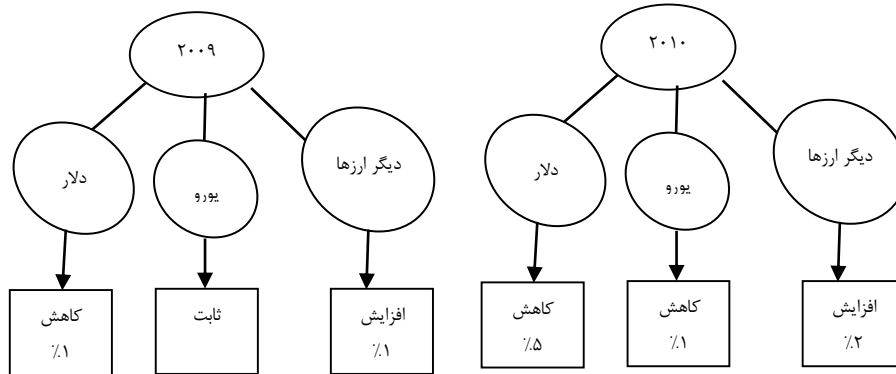 ۲۰۰۹
دلار
یورو
دیگر ارزها
کاهش
٪۱
ثابت
افزایش
٪۱
۲۰۱۰
دلار
یورو
دیگر ارزها
کاهش
٪۵
کاهش
٪۱
افزایش
٪۲